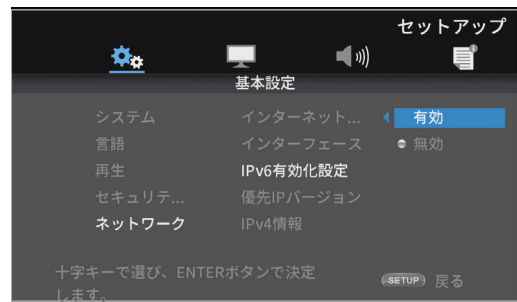 セットアップ
基本設定
システム
言語
再生
セキュリテ...
ネットワーク
インターネット...
インターフェース
IPv6有効化設定
優先IPバージョン
IPv4情報
有効
無効
十字キーで選び、ENTERボタンで決定
します。
SETUP 戻る